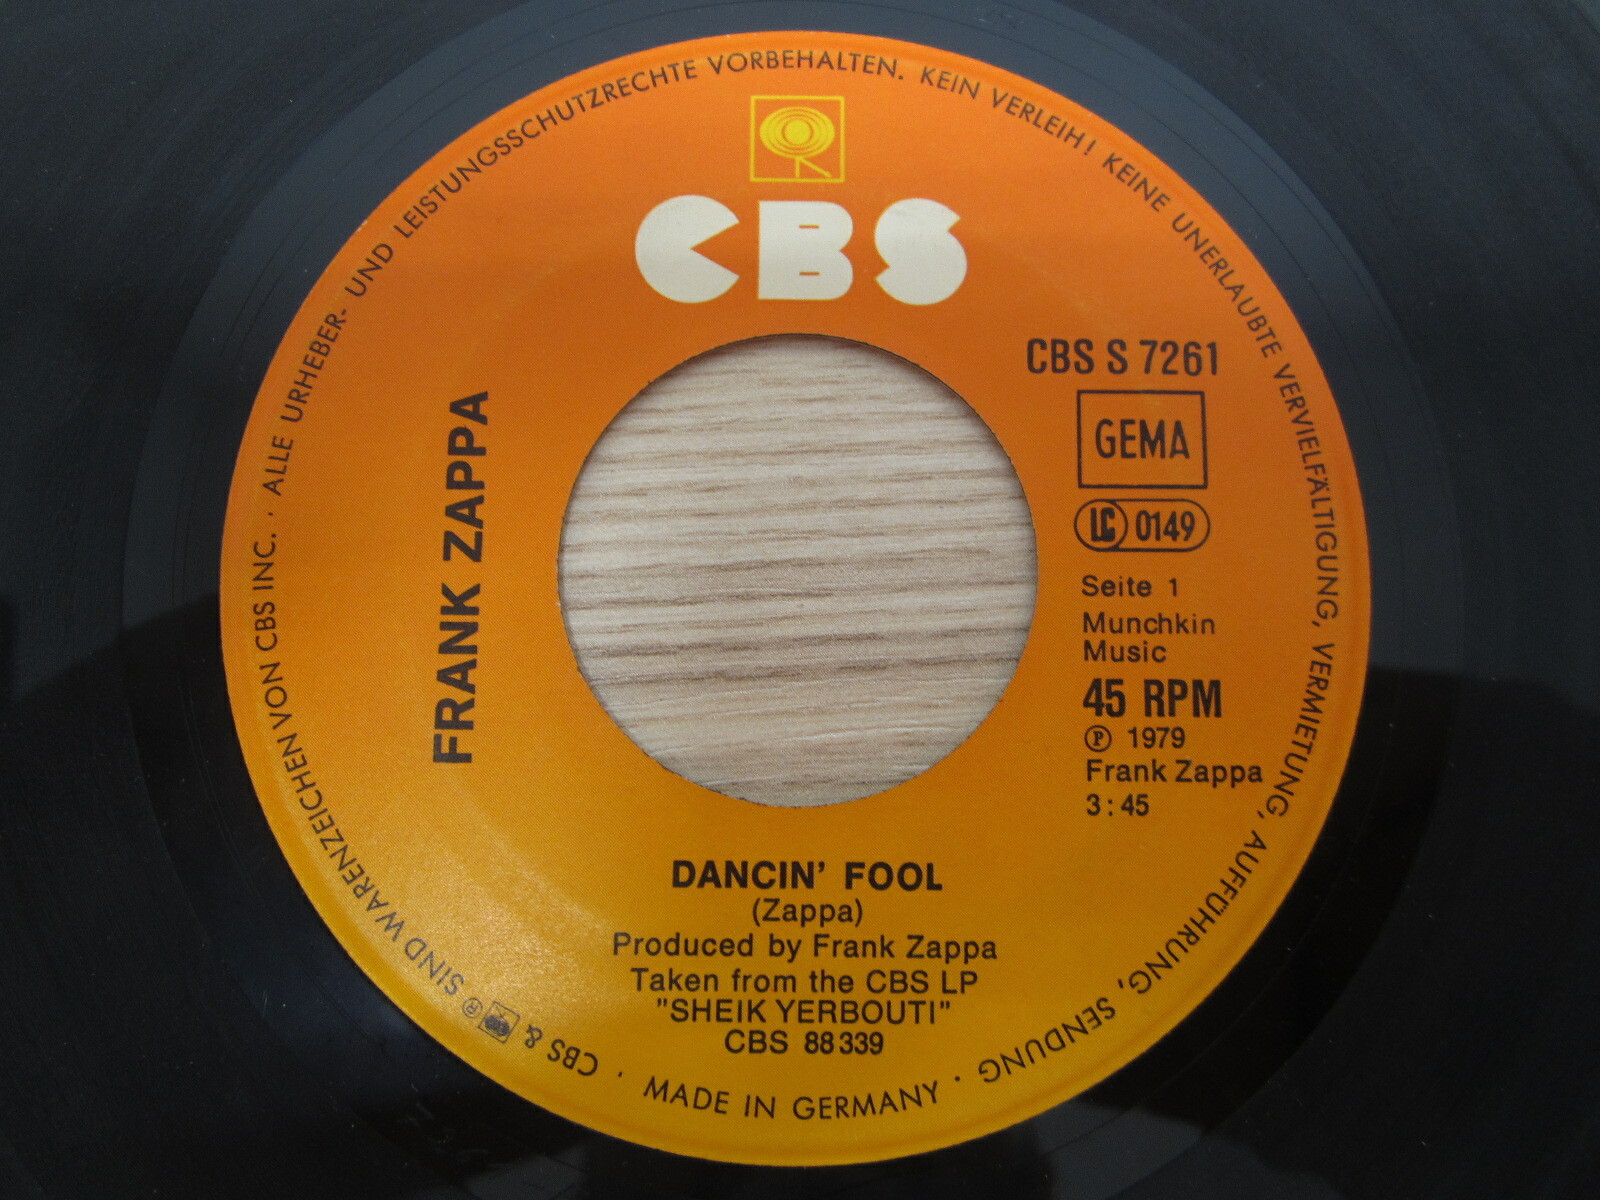 ALLE URHEBER- UND LEISTUNGSSCHUTZRECHTE VORBEHALTEN. KEIN VERLEIH! KEINE UNERLAUBTE VERVIELFÄLTIGUNG, VERMIETUNG, AUFFÜHRUNG, SENDUNG · MADE IN GERMANY · CBS & ® SIND WARENZEICHEN VON CBS INC. ·
CBS
CBS S 7261
GEMA
LC 0149
Seite 1
Munchkin
Music
45 RPM
Ⓟ 1979
Frank Zappa
3:45
FRANK ZAPPA
DANCIN' FOOL
(Zappa)
Produced by Frank Zappa
Taken from the CBS LP
"SHEIK YERBOUTI"
CBS 88 339